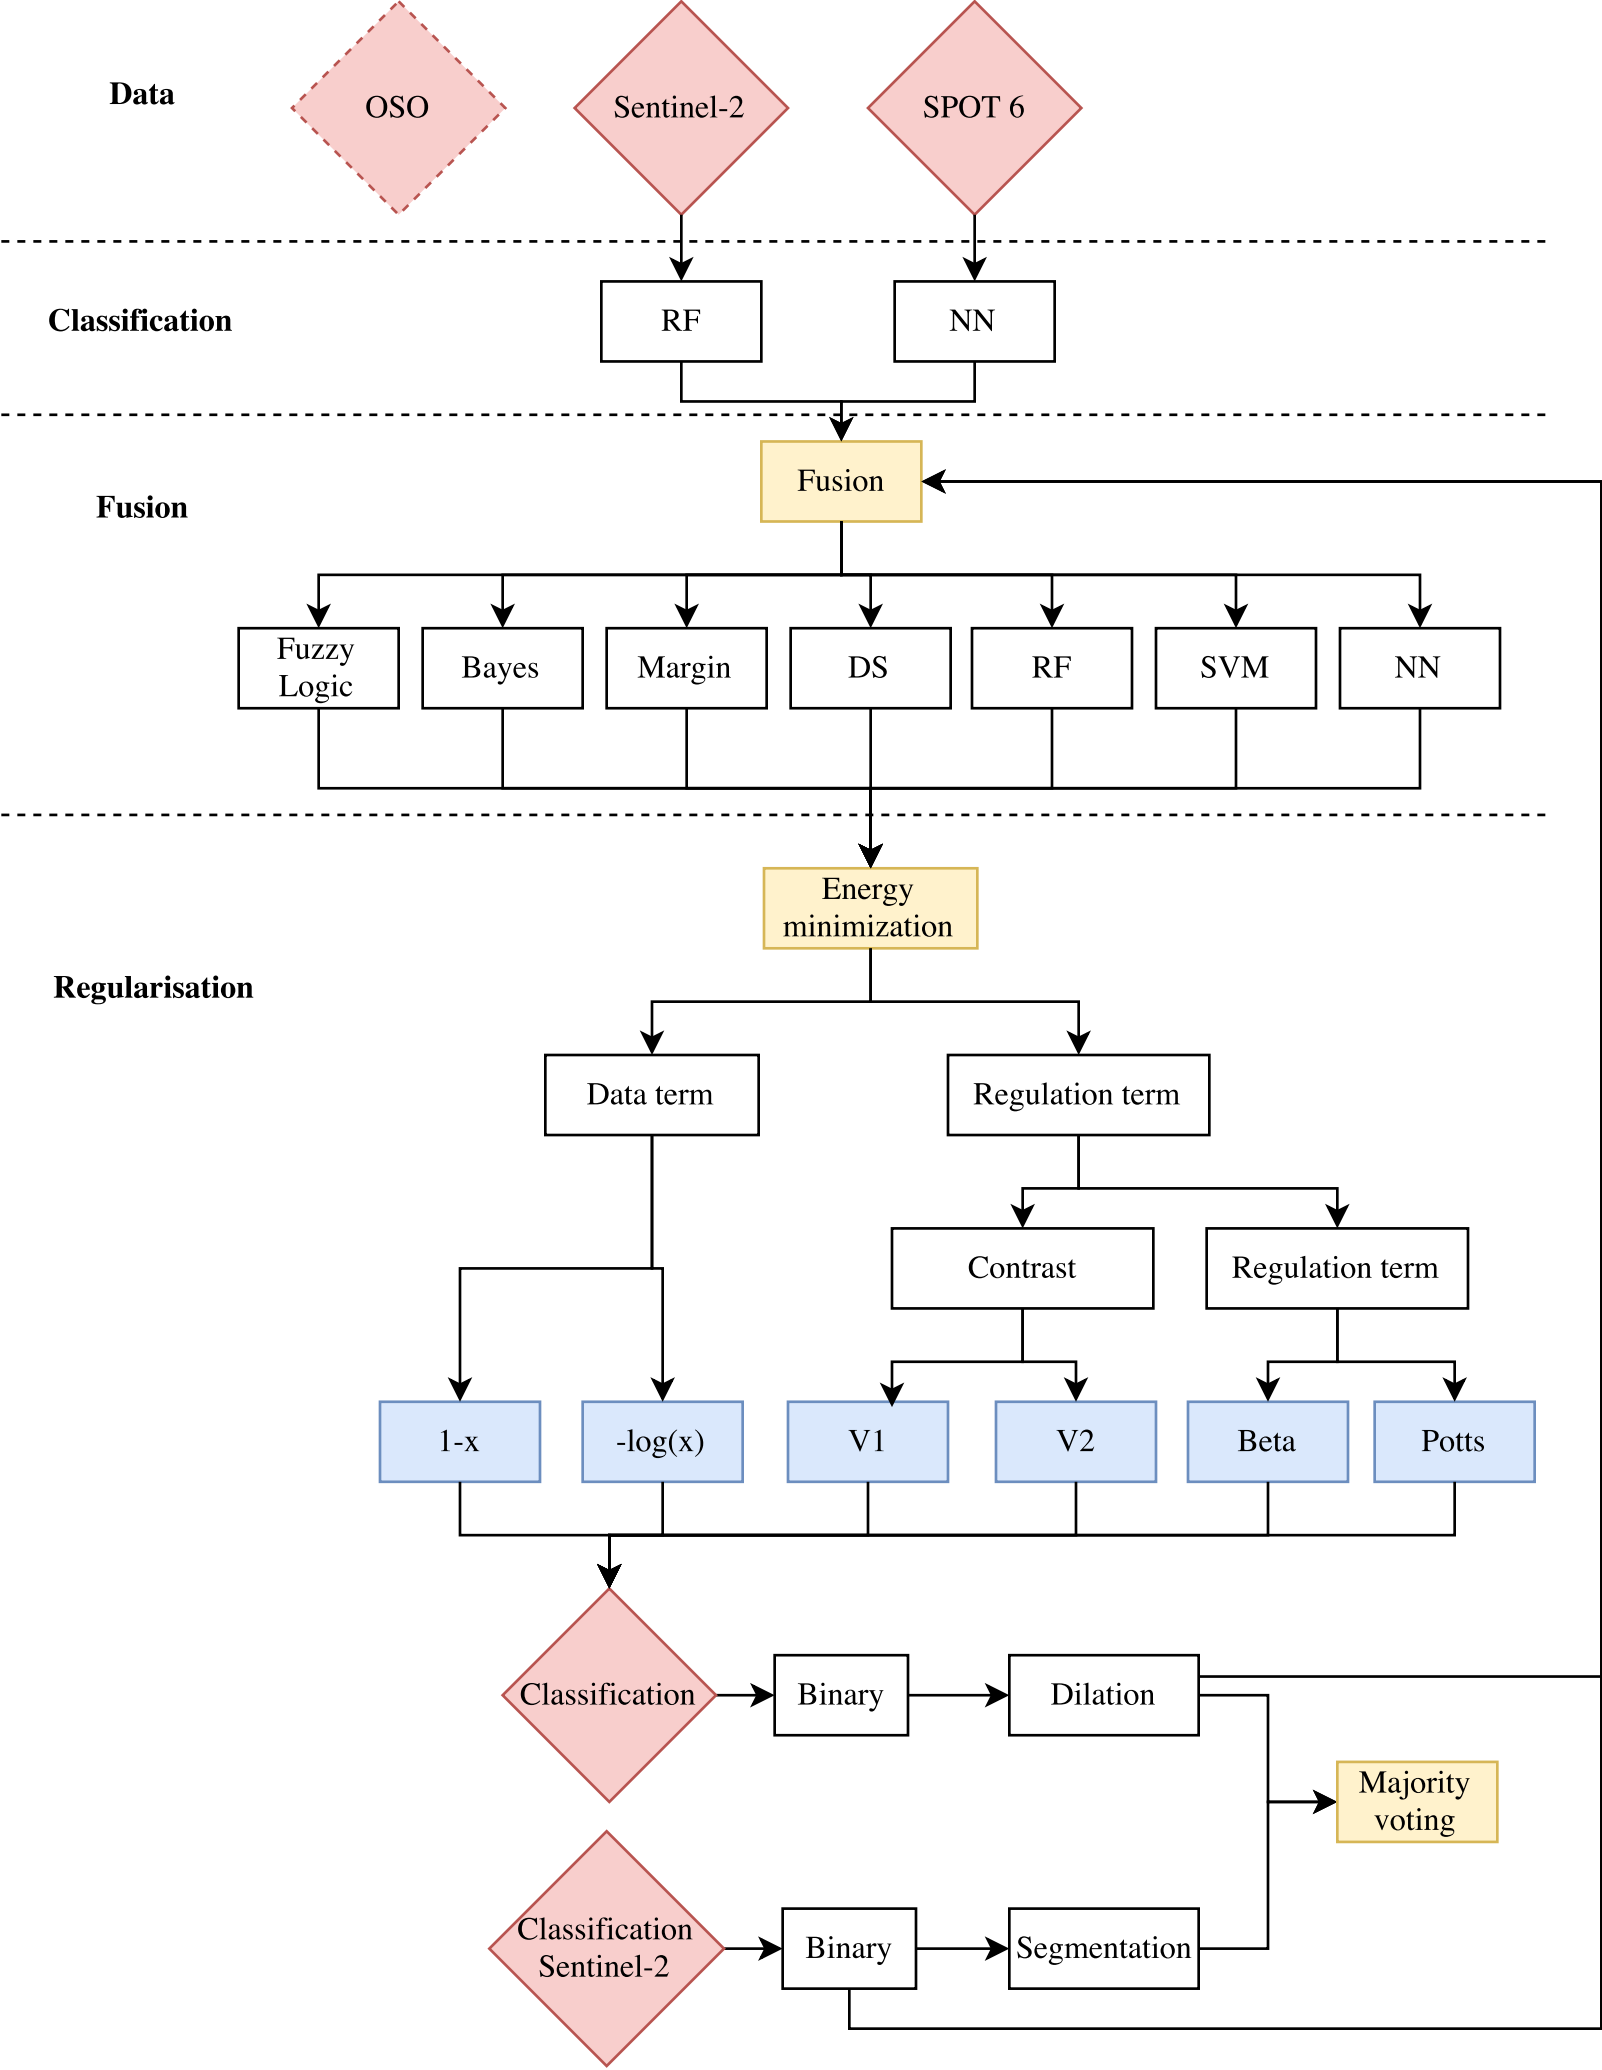 Data
OSO
Sentinel-2
SPOT 6
Classification
RF
NN
Fusion
Fusion
Fuzzy
Logic
Bayes
Margin
DS
RF
SVM
NN
Energy
minimization
Regularisation
Data term
Regulation term
Contrast
Regulation term
1-x
-log(x)
V1
V2
Beta
Potts
Classification
Binary
Dilation
Majority
voting
Classification
Sentinel-2
Binary
Segmentation